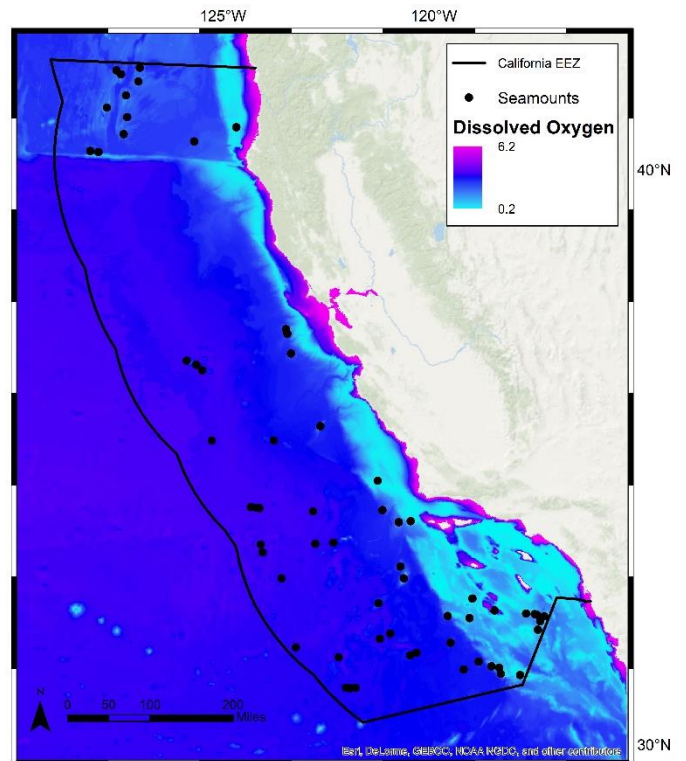 125°W 120°W
California EEZ
Seamounts
Dissolved Oxygen
6.2
0.2
40°N
N
0 50 100 200
Miles
30°N
Esri, DeLorme, GEBCO, NOAA NGDC, and other contributors